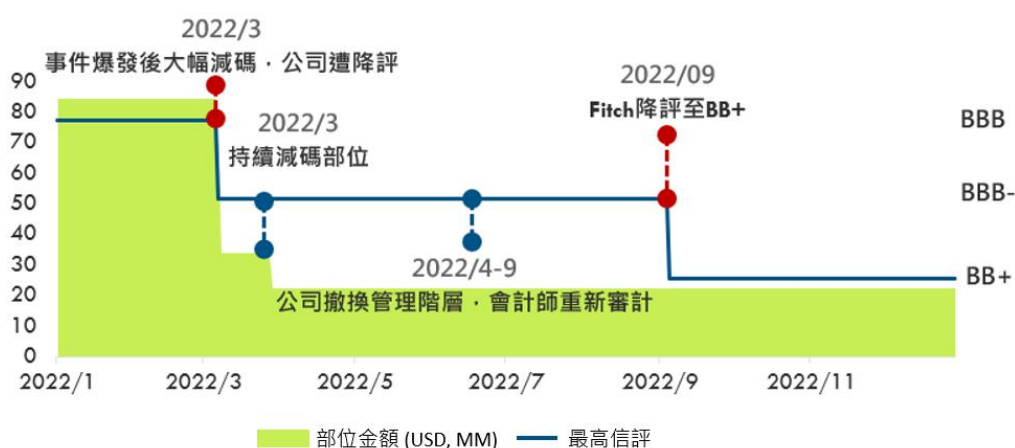 2022/3
事件爆發後大幅減碼，公司遭降評
2022/3
持續減碼部位
2022/09
Fitch降評至BB+
2022/4-9
公司撤換管理階層，會計師重新審計
90
80
70
60
50
40
30
20
10
0
BBB
BBB-
BB+
2022/1
2022/3
2022/5
2022/7
2022/9
2022/11
部位金額 (USD, MM)
最高信評